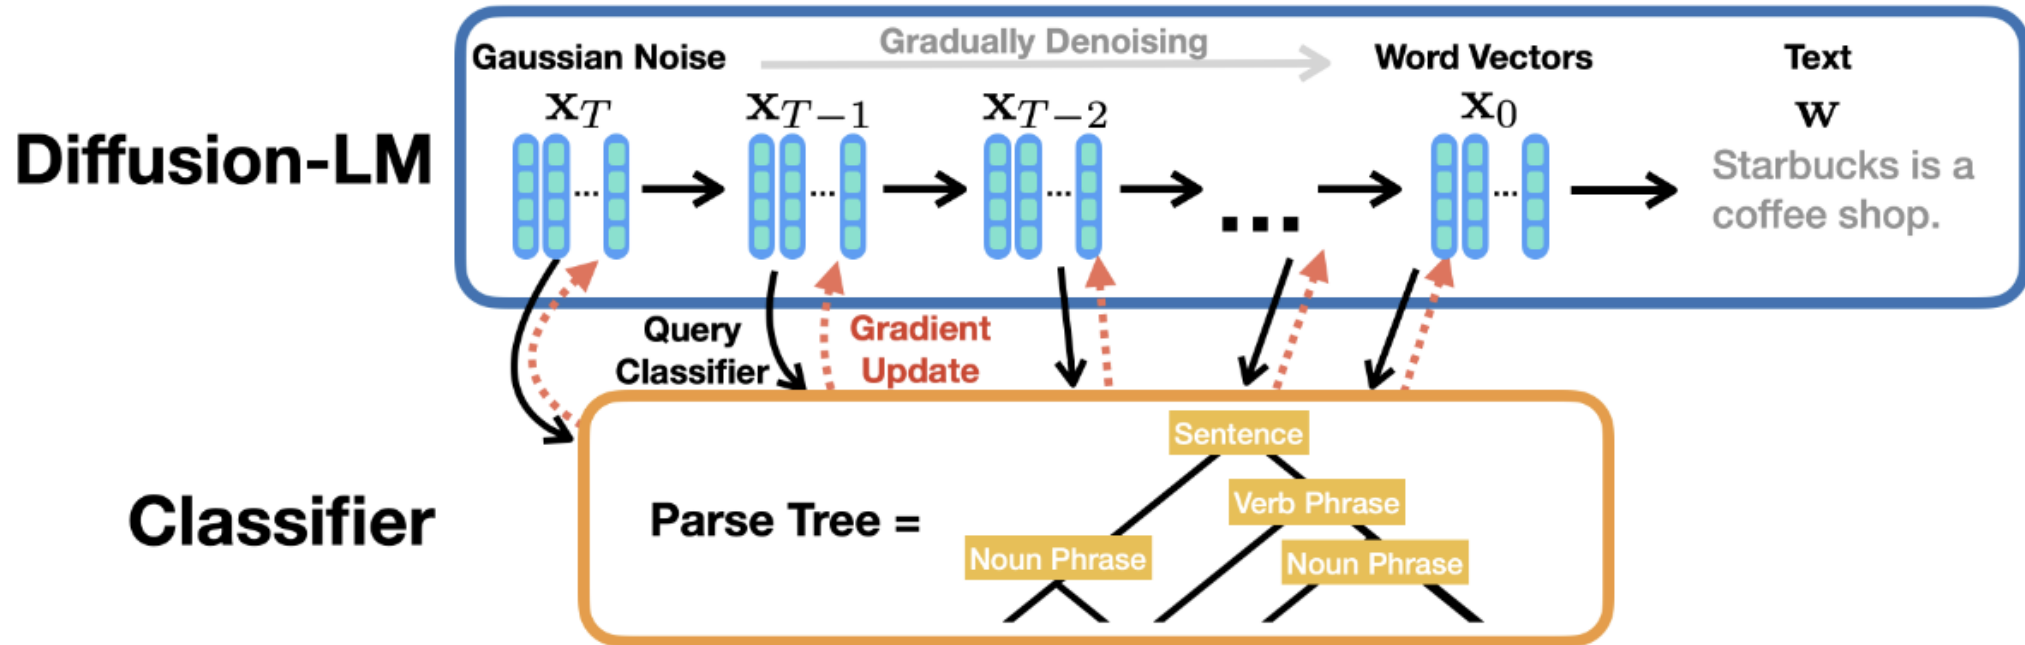 Diffusion-LM
Gaussian Noise
Gradually Denoising
Word Vectors
Text
x_T
x_{T-1}
x_{T-2}
x_0
w
...
...
...
...
...
Starbucks is a
coffee shop.
Query
Classifier
Gradient
Update
Classifier
Parse Tree =
Sentence
Verb Phrase
Noun Phrase
Noun Phrase